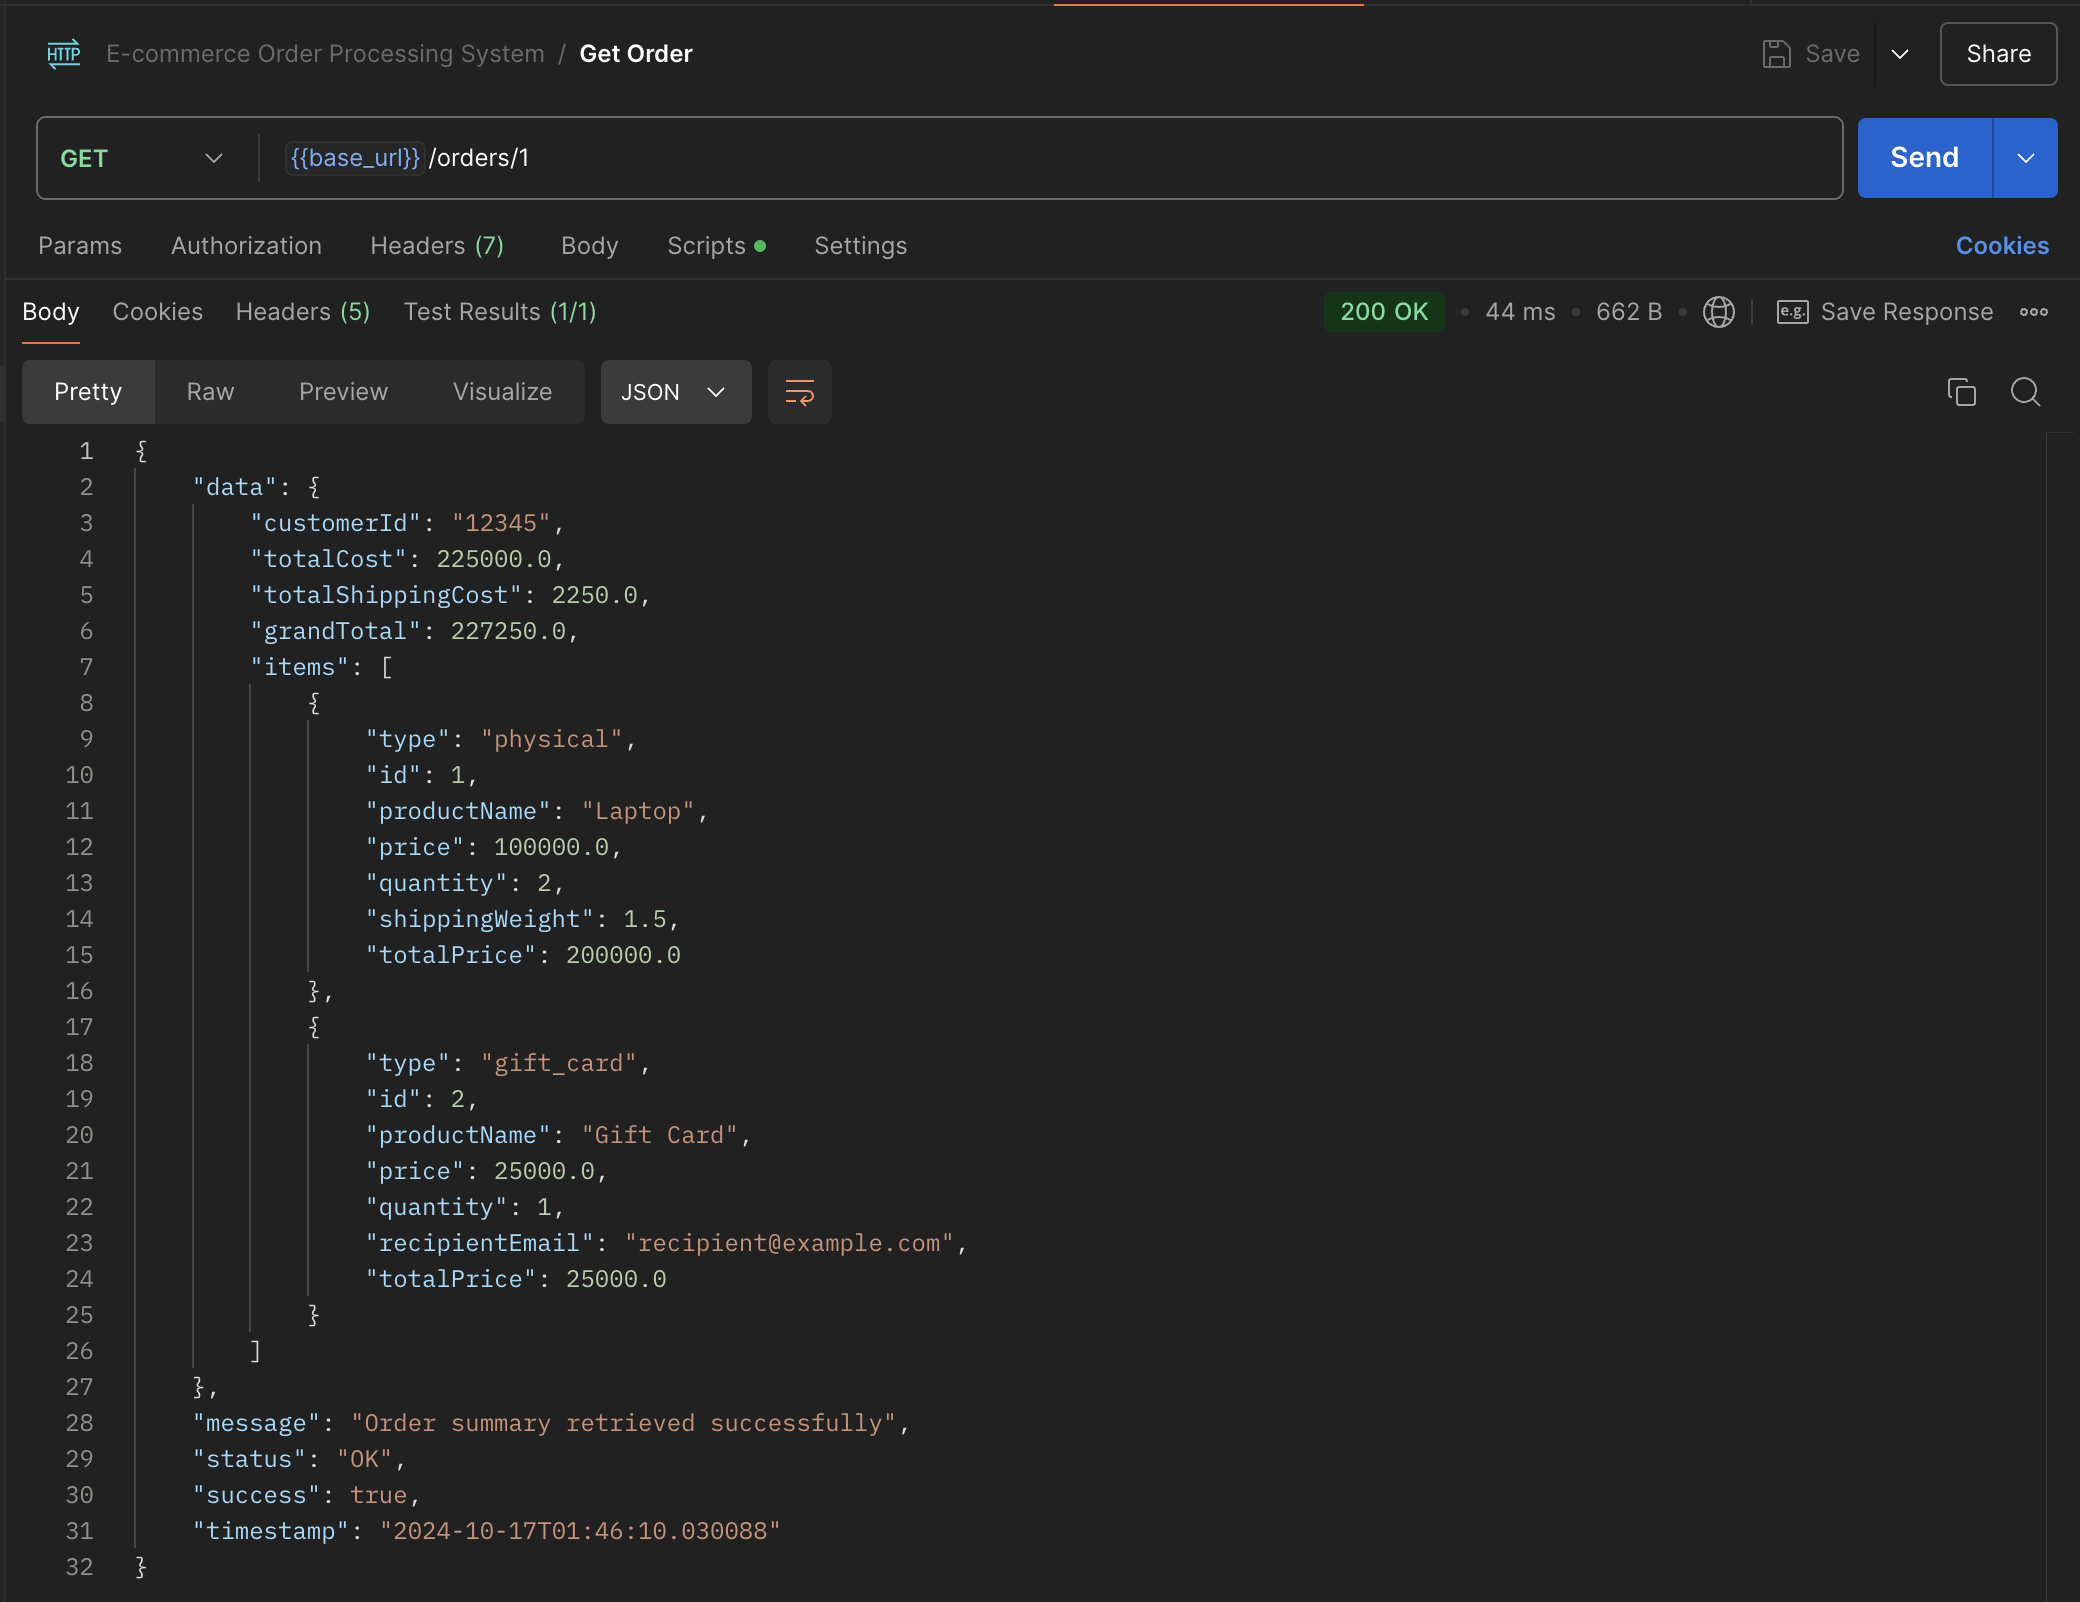 HTTP E-commerce Order Processing System / Get Order Save Share
GET {{base_url}}/orders/1 Send
Params Authorization Headers (7) Body Scripts Settings Cookies
Body Cookies Headers (5) Test Results (1/1) 200 OK • 44 ms • 662 B • e.g. Save Response
Pretty Raw Preview Visualize JSON
1 {
2     "data": {
3         "customerId": "12345",
4         "totalCost": 225000.0,
5         "totalShippingCost": 2250.0,
6         "grandTotal": 227250.0,
7         "items": [
8             {
9                 "type": "physical",
10                 "id": 1,
11                 "productName": "Laptop",
12                 "price": 100000.0,
13                 "quantity": 2,
14                 "shippingWeight": 1.5,
15                 "totalPrice": 200000.0
16             },
17             {
18                 "type": "gift_card",
19                 "id": 2,
20                 "productName": "Gift Card",
21                 "price": 25000.0,
22                 "quantity": 1,
23                 "recipientEmail": "recipient@example.com",
24                 "totalPrice": 25000.0
25             }
26         ]
27     },
28     "message": "Order summary retrieved successfully",
29     "status": "OK",
30     "success": true,
31     "timestamp": "2024-10-17T01:46:10.030088"
32 }